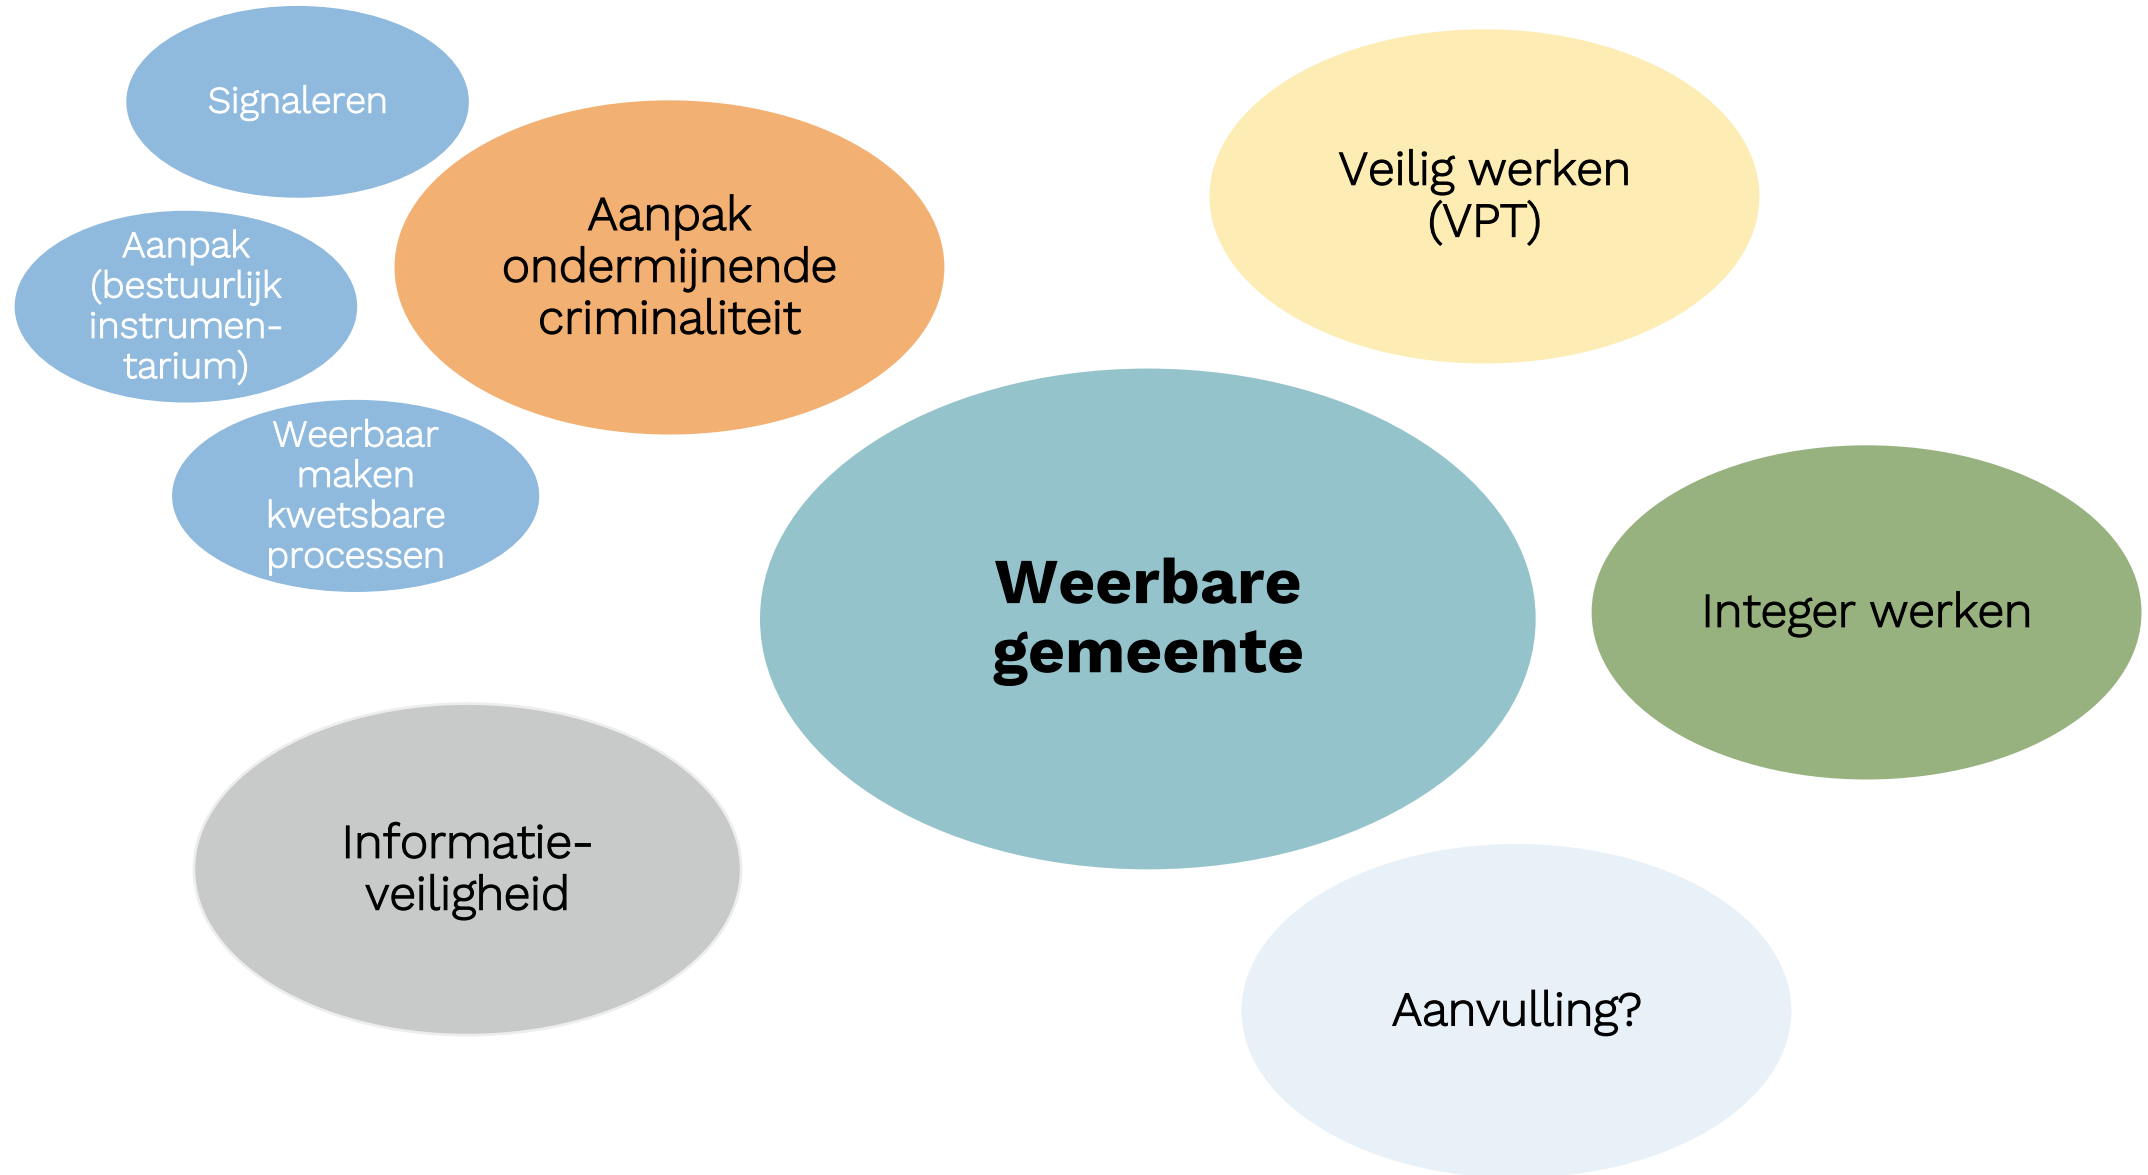 Signaleren
Aanpak
(bestuurlijk
instrumen-
tarium)
Weerbaar
maken
kwetsbare
processen
Aanpak
ondermijnende
criminaliteit
Veilig werken
(VPT)
Weerbare
gemeente
Integer werken
Informatie-
veiligheid
Aanvulling?